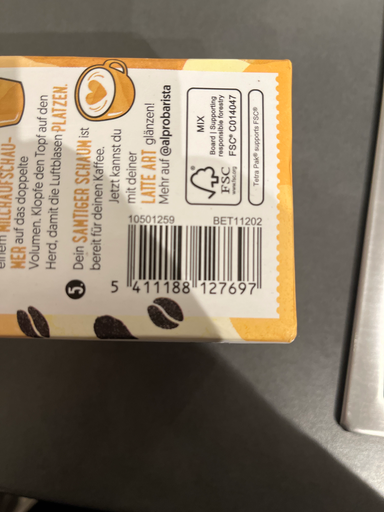 MILCHAUFSCHAU-
MER auf das doppelte
Volumen. Klopfe den Topf auf den
Herd, damit die Luftblasen PLATZEN.
5. Dein SAMTIGER SCHAUM ist
bereit für deinen Kaffee.
Jetzt kannst du
mit deiner
LATTE ART glänzen!
Mehr auf @alprobarista
FSC
www.fsc.org
MIX
Board | Supporting
responsible forestry
FSC® C014047
Tetra Pak® supports FSC®
10501259 BET11202
5 411188 127697